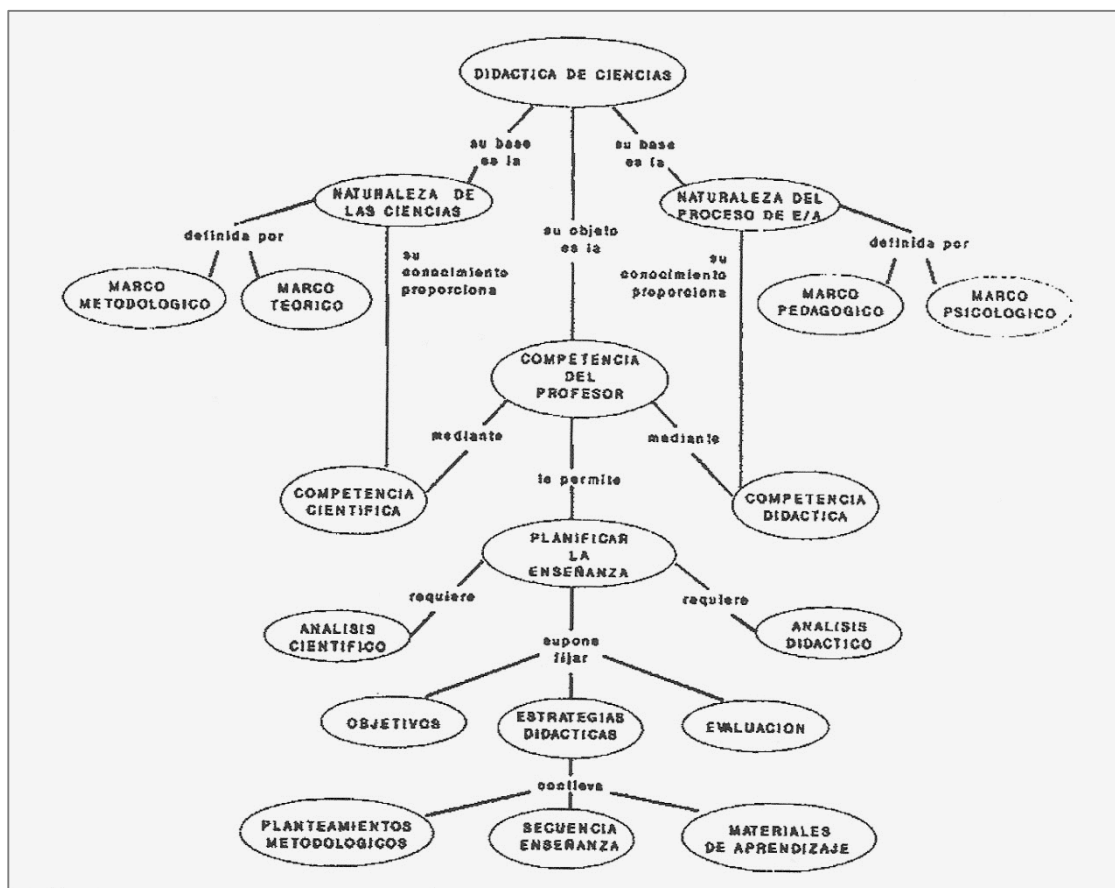 DIDACTICA DE CIENCIAS
su base
es la
su base
es la
NATURALEZA DE
LAS CIENCIAS
NATURALEZA DEL
PROCESO DE E/A
definida por
su
conocimiento
proporciona
su objeto
es la
su
conocimiento
proporciona
definida por
MARCO
METODOLOGICO
MARCO
TEORICO
MARCO
PEDAGOGICO
MARCO
PSICOLOGICO
COMPETENCIA
DEL
PROFESOR
mediante
mediante
COMPETENCIA
CIENTIFICA
le permite
COMPETENCIA
DIDACTICA
PLANIFICAR
LA
ENSEÑANZA
requiere
requiere
ANALISIS
CIENTIFICO
ANALISIS
DIDACTICO
supone
fijar
OBJETIVOS
ESTRATEGIAS
DIDACTICAS
EVALUACION
conlleva
PLANTEAMIENTOS
METODOLOGICOS
SECUENCIA
ENSEÑANZA
MATERIALES
DE APRENDIZAJE